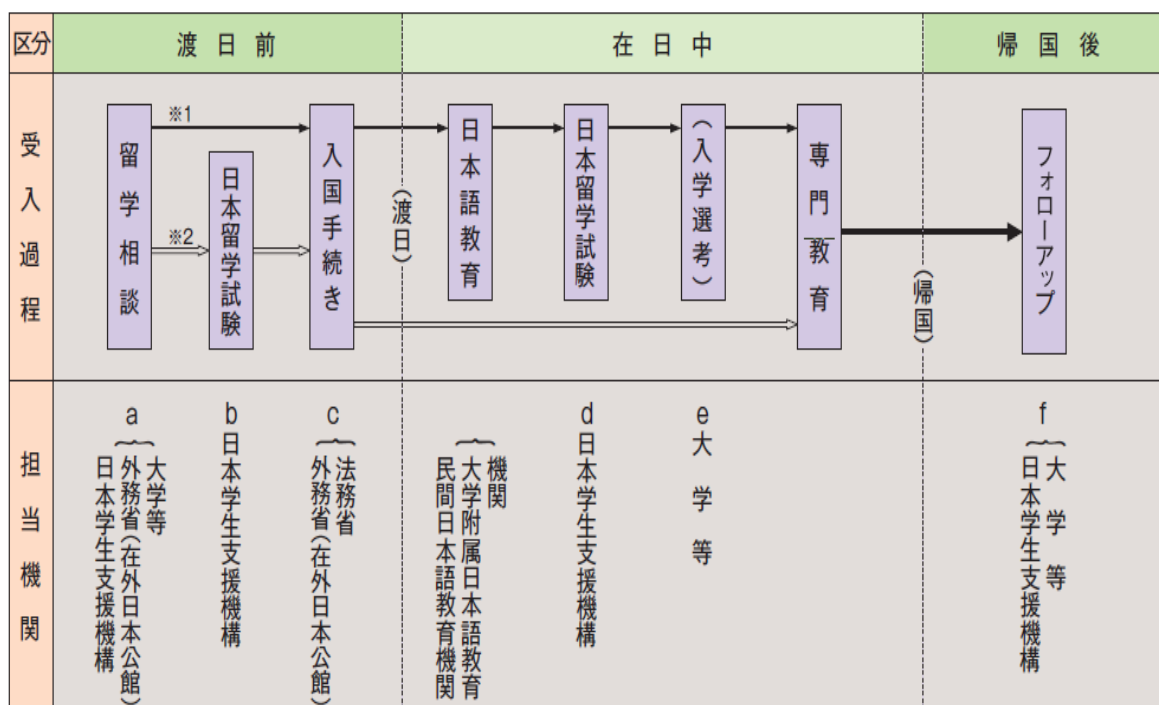 区分
渡日前
在日中
帰国後
受入過程
留学相談
※1
※2
日本留学試験
入国手続き
(渡日)
日本語教育
日本留学試験
(入学選考)
専門教育
(帰国)
フォローアップ
担当機関
a
大学等
外務省(在外日本公館)
日本学生支援機構
b
日本学生支援機構
c
法務省
外務省(在外日本公館)
機関
大学附属日本語教育
民間日本語教育機関
d
日本学生支援機構
e
大学等
f
大学等
日本学生支援機構